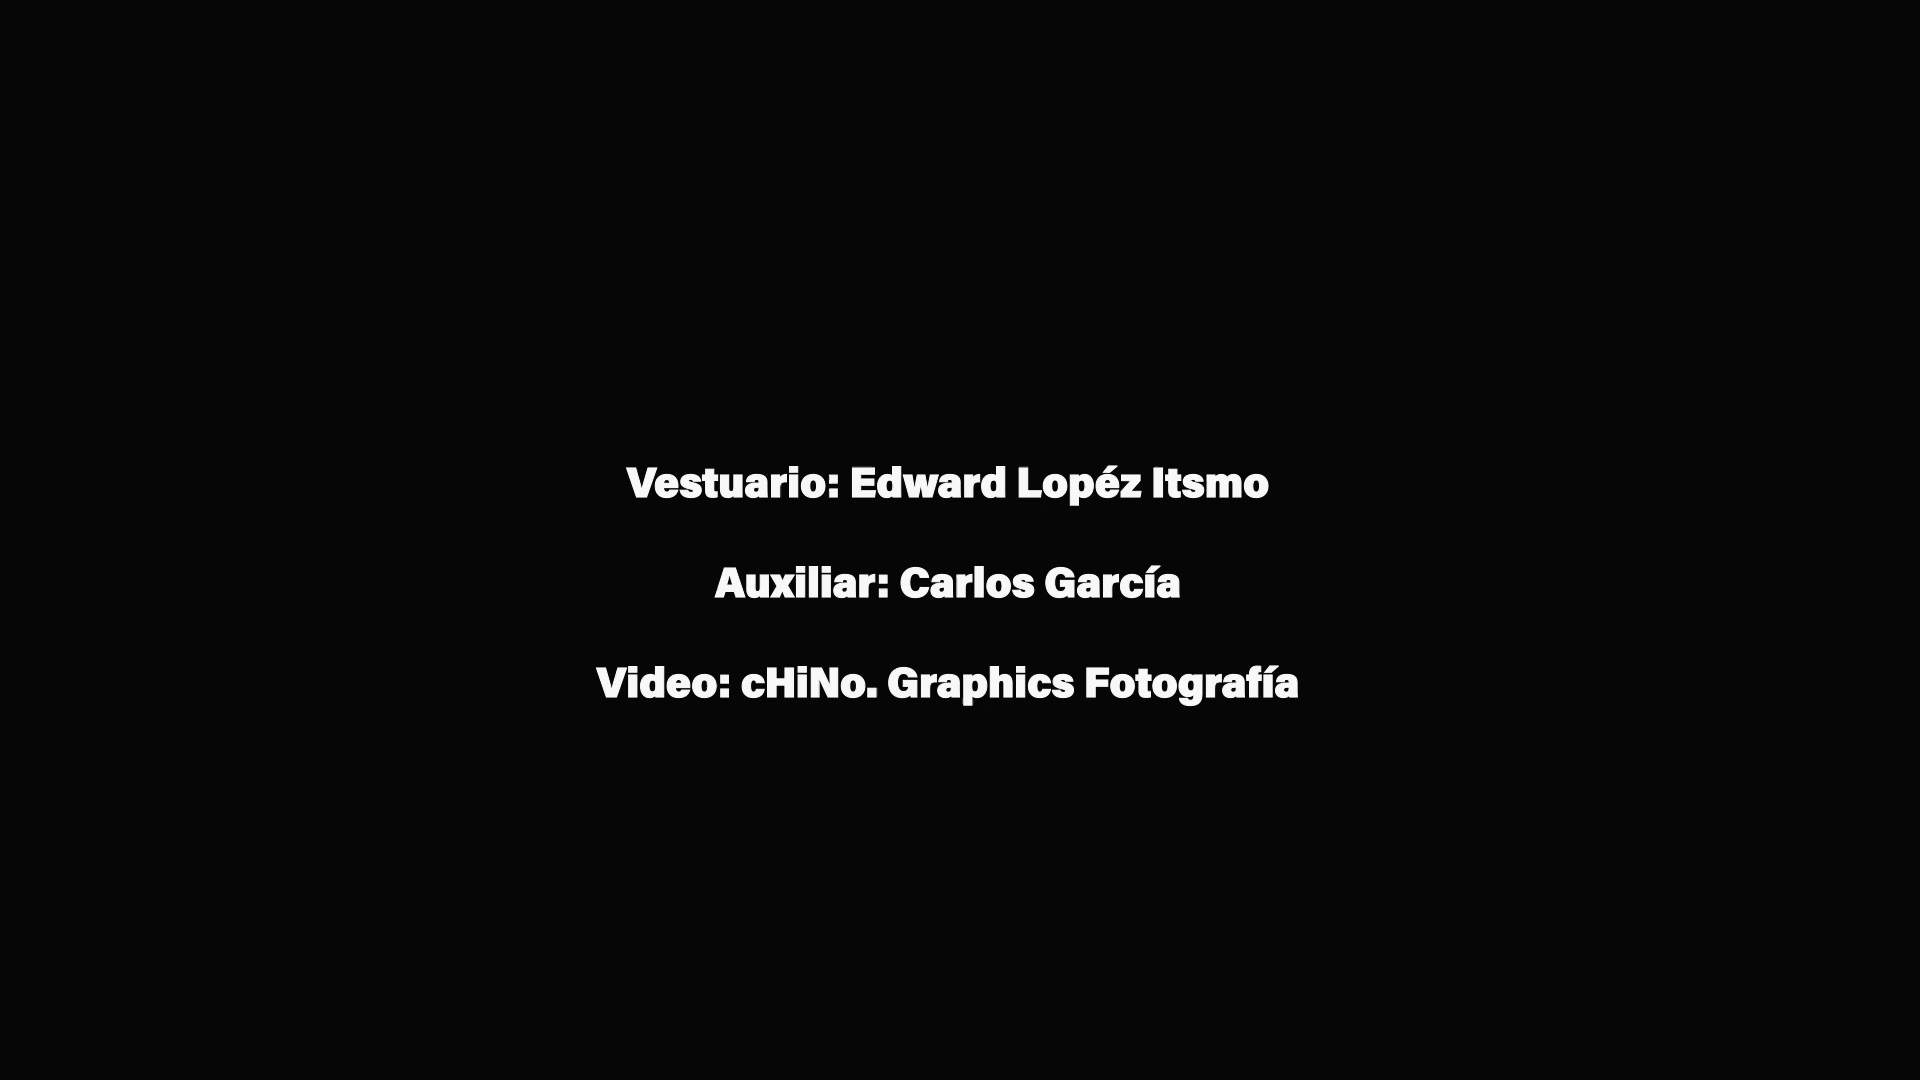 Vestuario: Edward Lopéz Itsmo
Auxiliar: Carlos García
Video: cHiNo. Graphics Fotografía